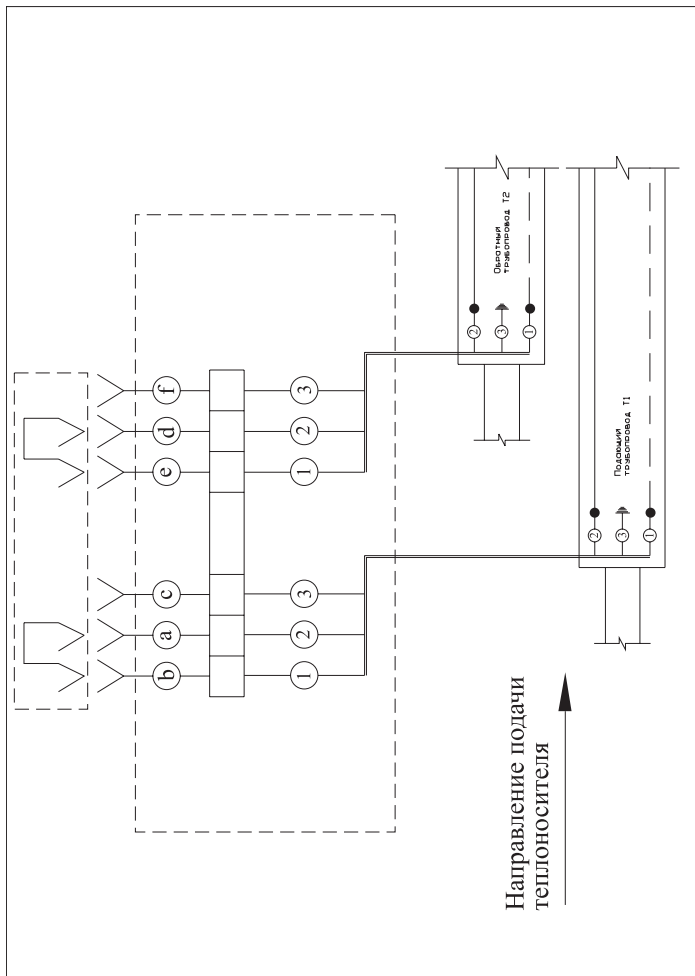 b a c e d f
1 2 3 1 2 3
2
3
1
Обратный
трубопровод Т2
Направление подачи
теплоносителя
2
3
1
Подающий
трубопровод Т1